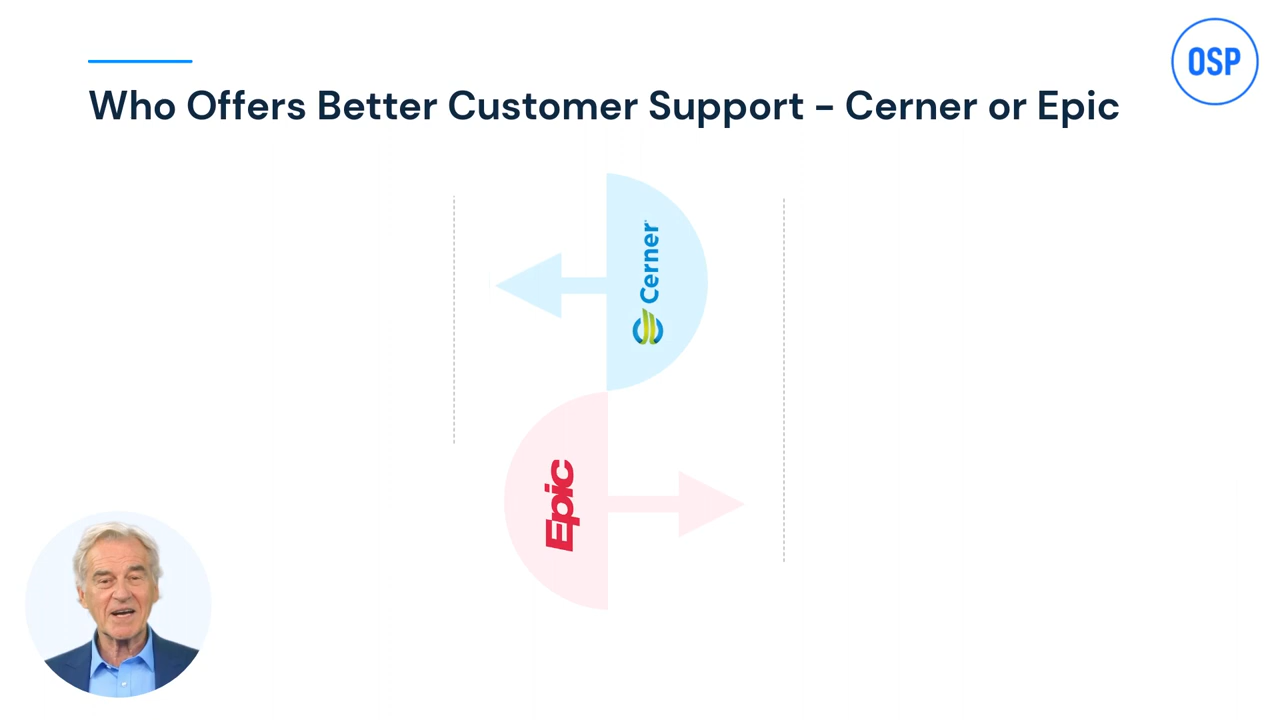 OSP
Who Offers Better Customer Support – Cerner or Epic
Cerner
Epic